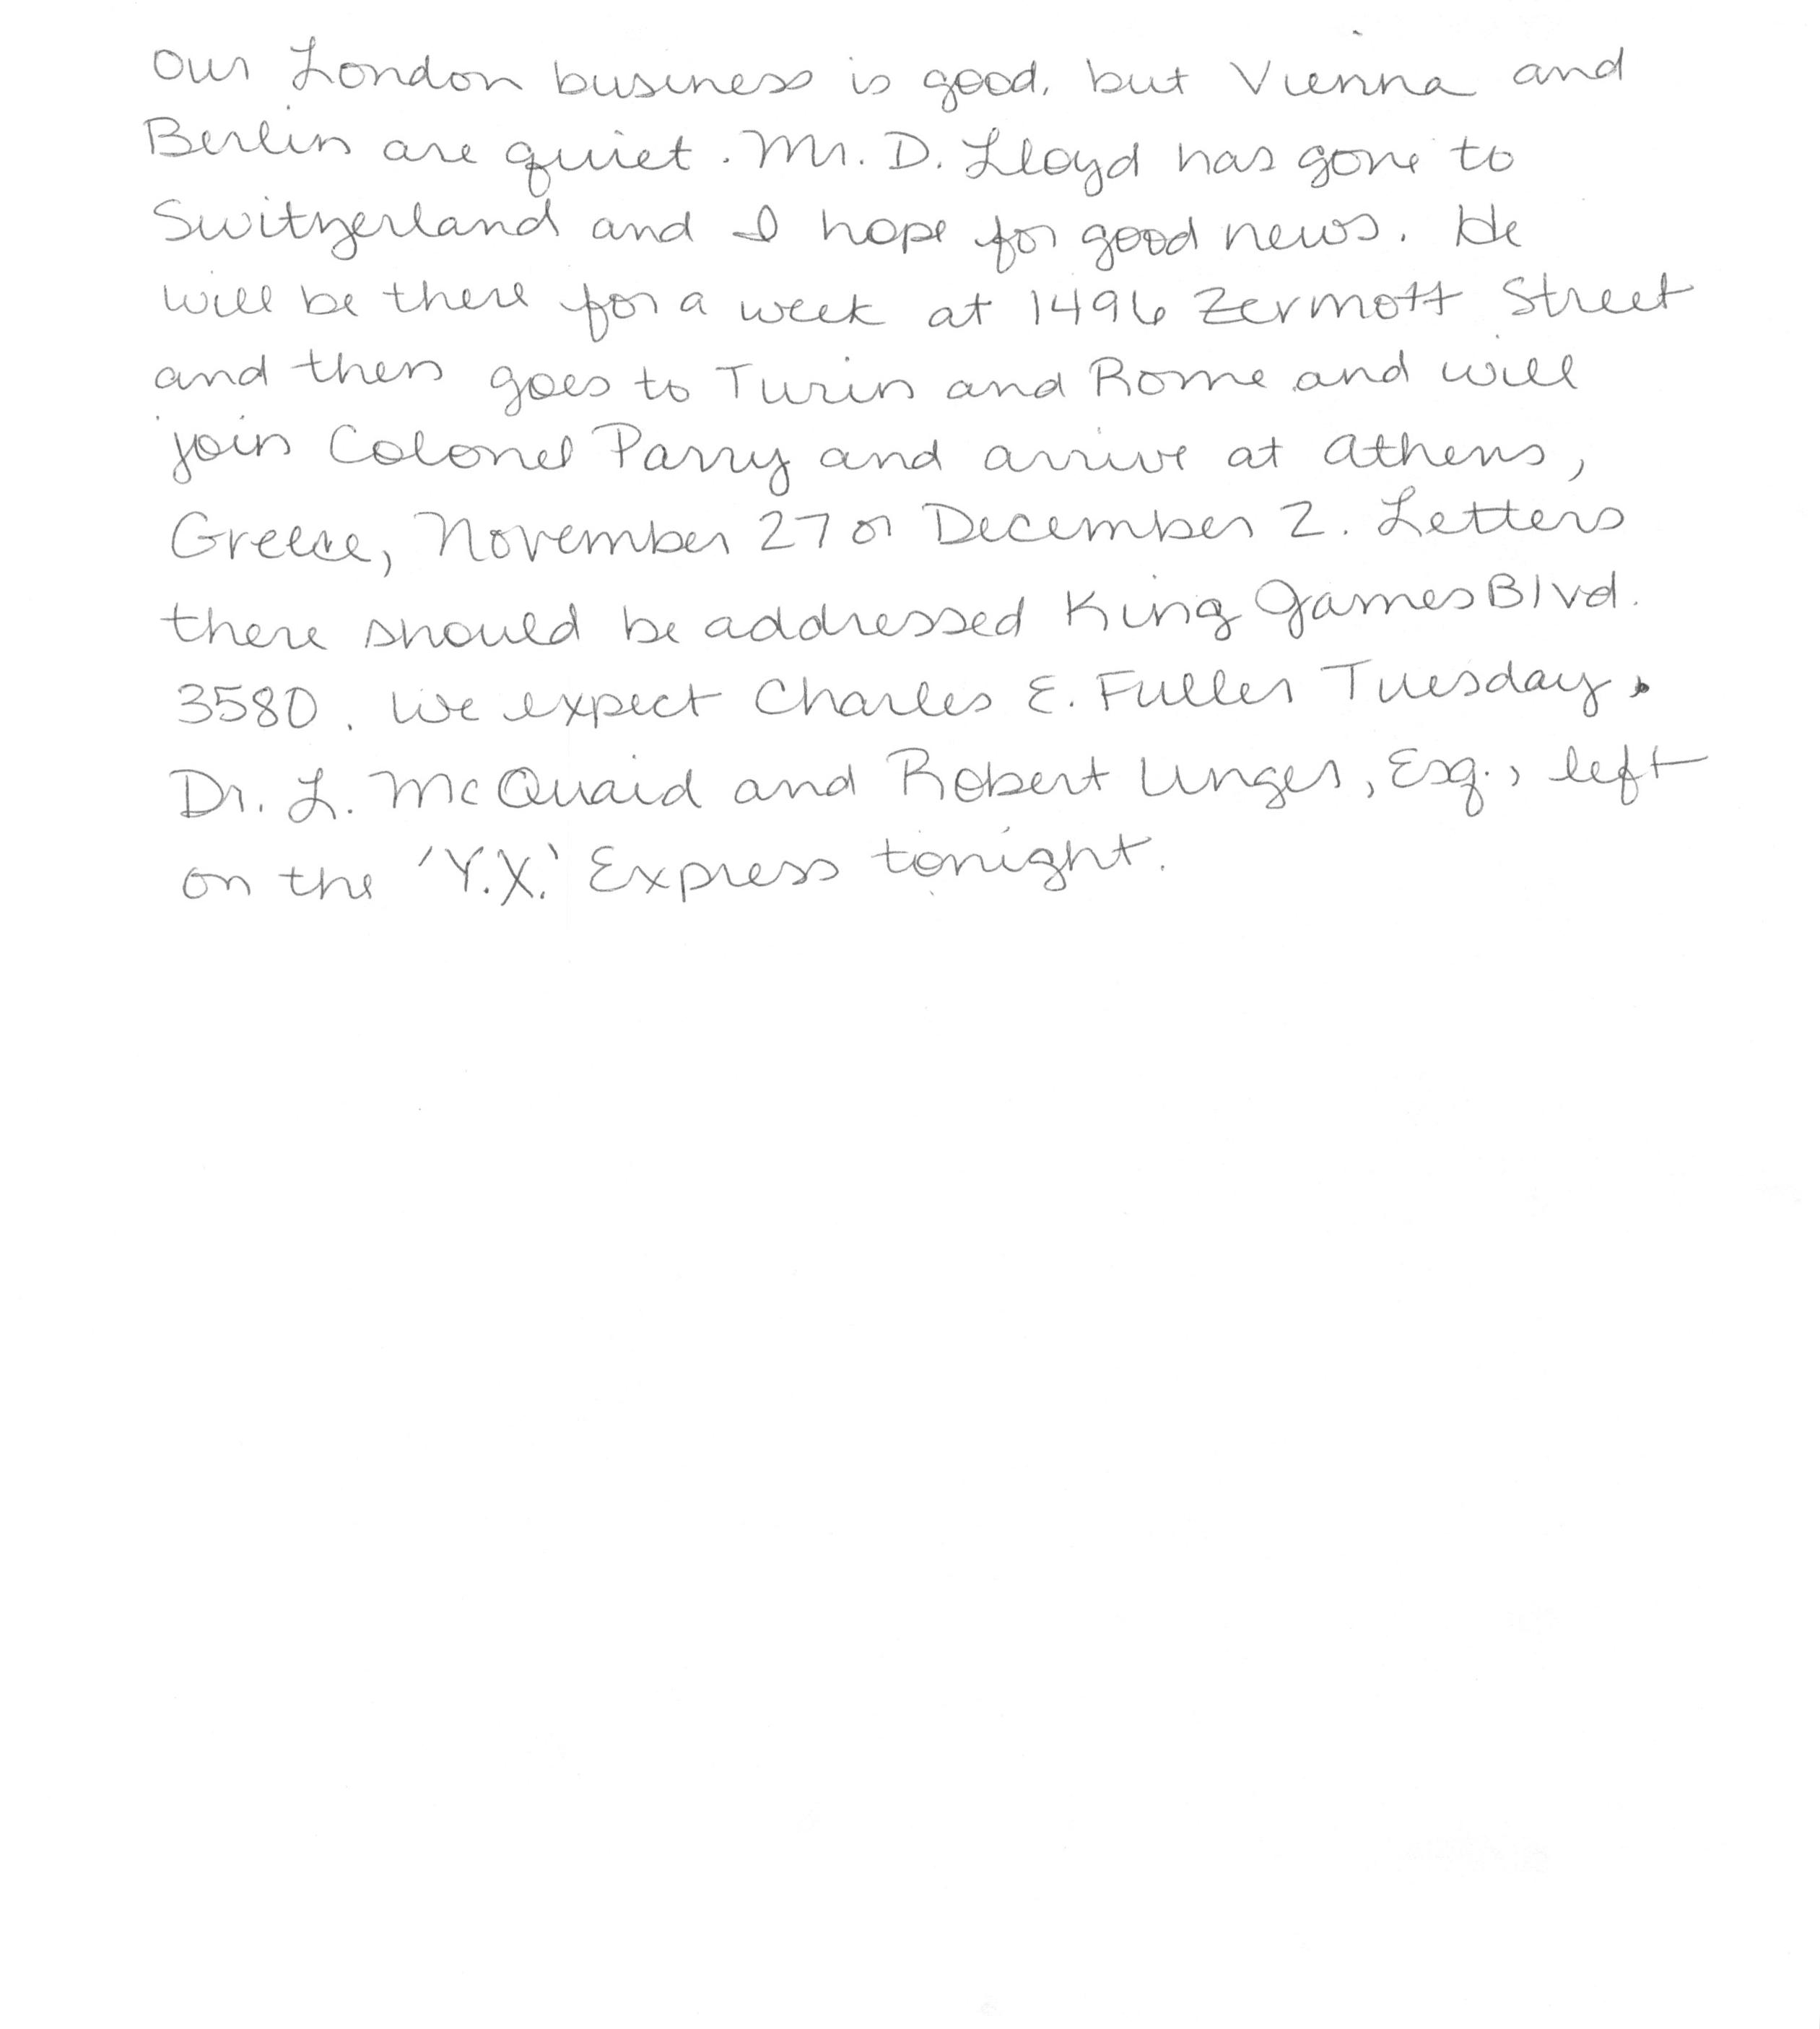 Our London business is good, but Vienna and
Berlin are quiet. Mr. D. Lloyd has gone to
Switzerland and I hope for good news. He
will be there for a week at 1496 Zermott Street
and then goes to Turin and Rome and will
join Colonel Parry and arrive at Athens,
Greece, November 27 or December 2. Letters
there should be addressed King James Blvd.
3580. We expect Charles E. Fuller Tuesday.
Dr. L. McQuaid and Robert Unger, Esq., left
on the 'Y.X.' Express tonight.